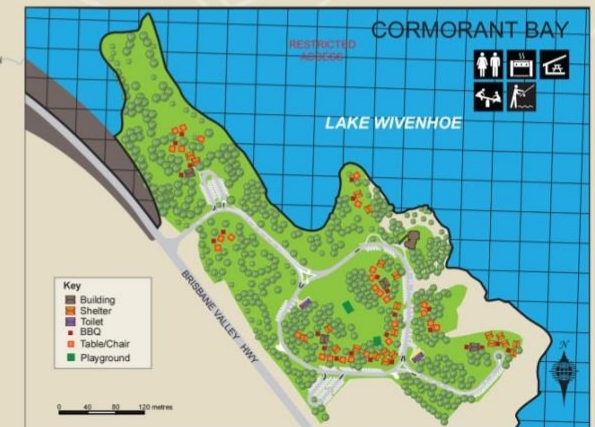 CORMORANT BAY
RESTRICTED
ACCESS
LAKE WIVENHOE
BRISBANE VALLEY HWY
Key
Building
Shelter
Toilet
BBQ
Table/Chair
Playground
0 40 80 120 metres
N